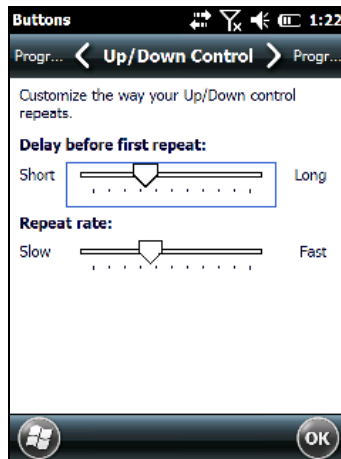 Buttons 1:22
Progr... Up/Down Control Progr...
Customize the way your Up/Down control
repeats.
Delay before first repeat:
Short Long
Repeat rate:
Slow Fast
OK